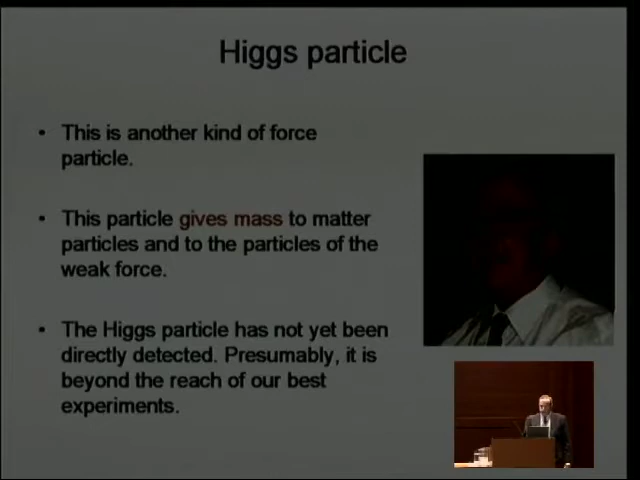 Higgs particle
• This is another kind of force
particle.
• This particle gives mass to matter
particles and to the particles of the
weak force.
• The Higgs particle has not yet been
directly detected. Presumably, it is
beyond the reach of our best
experiments.